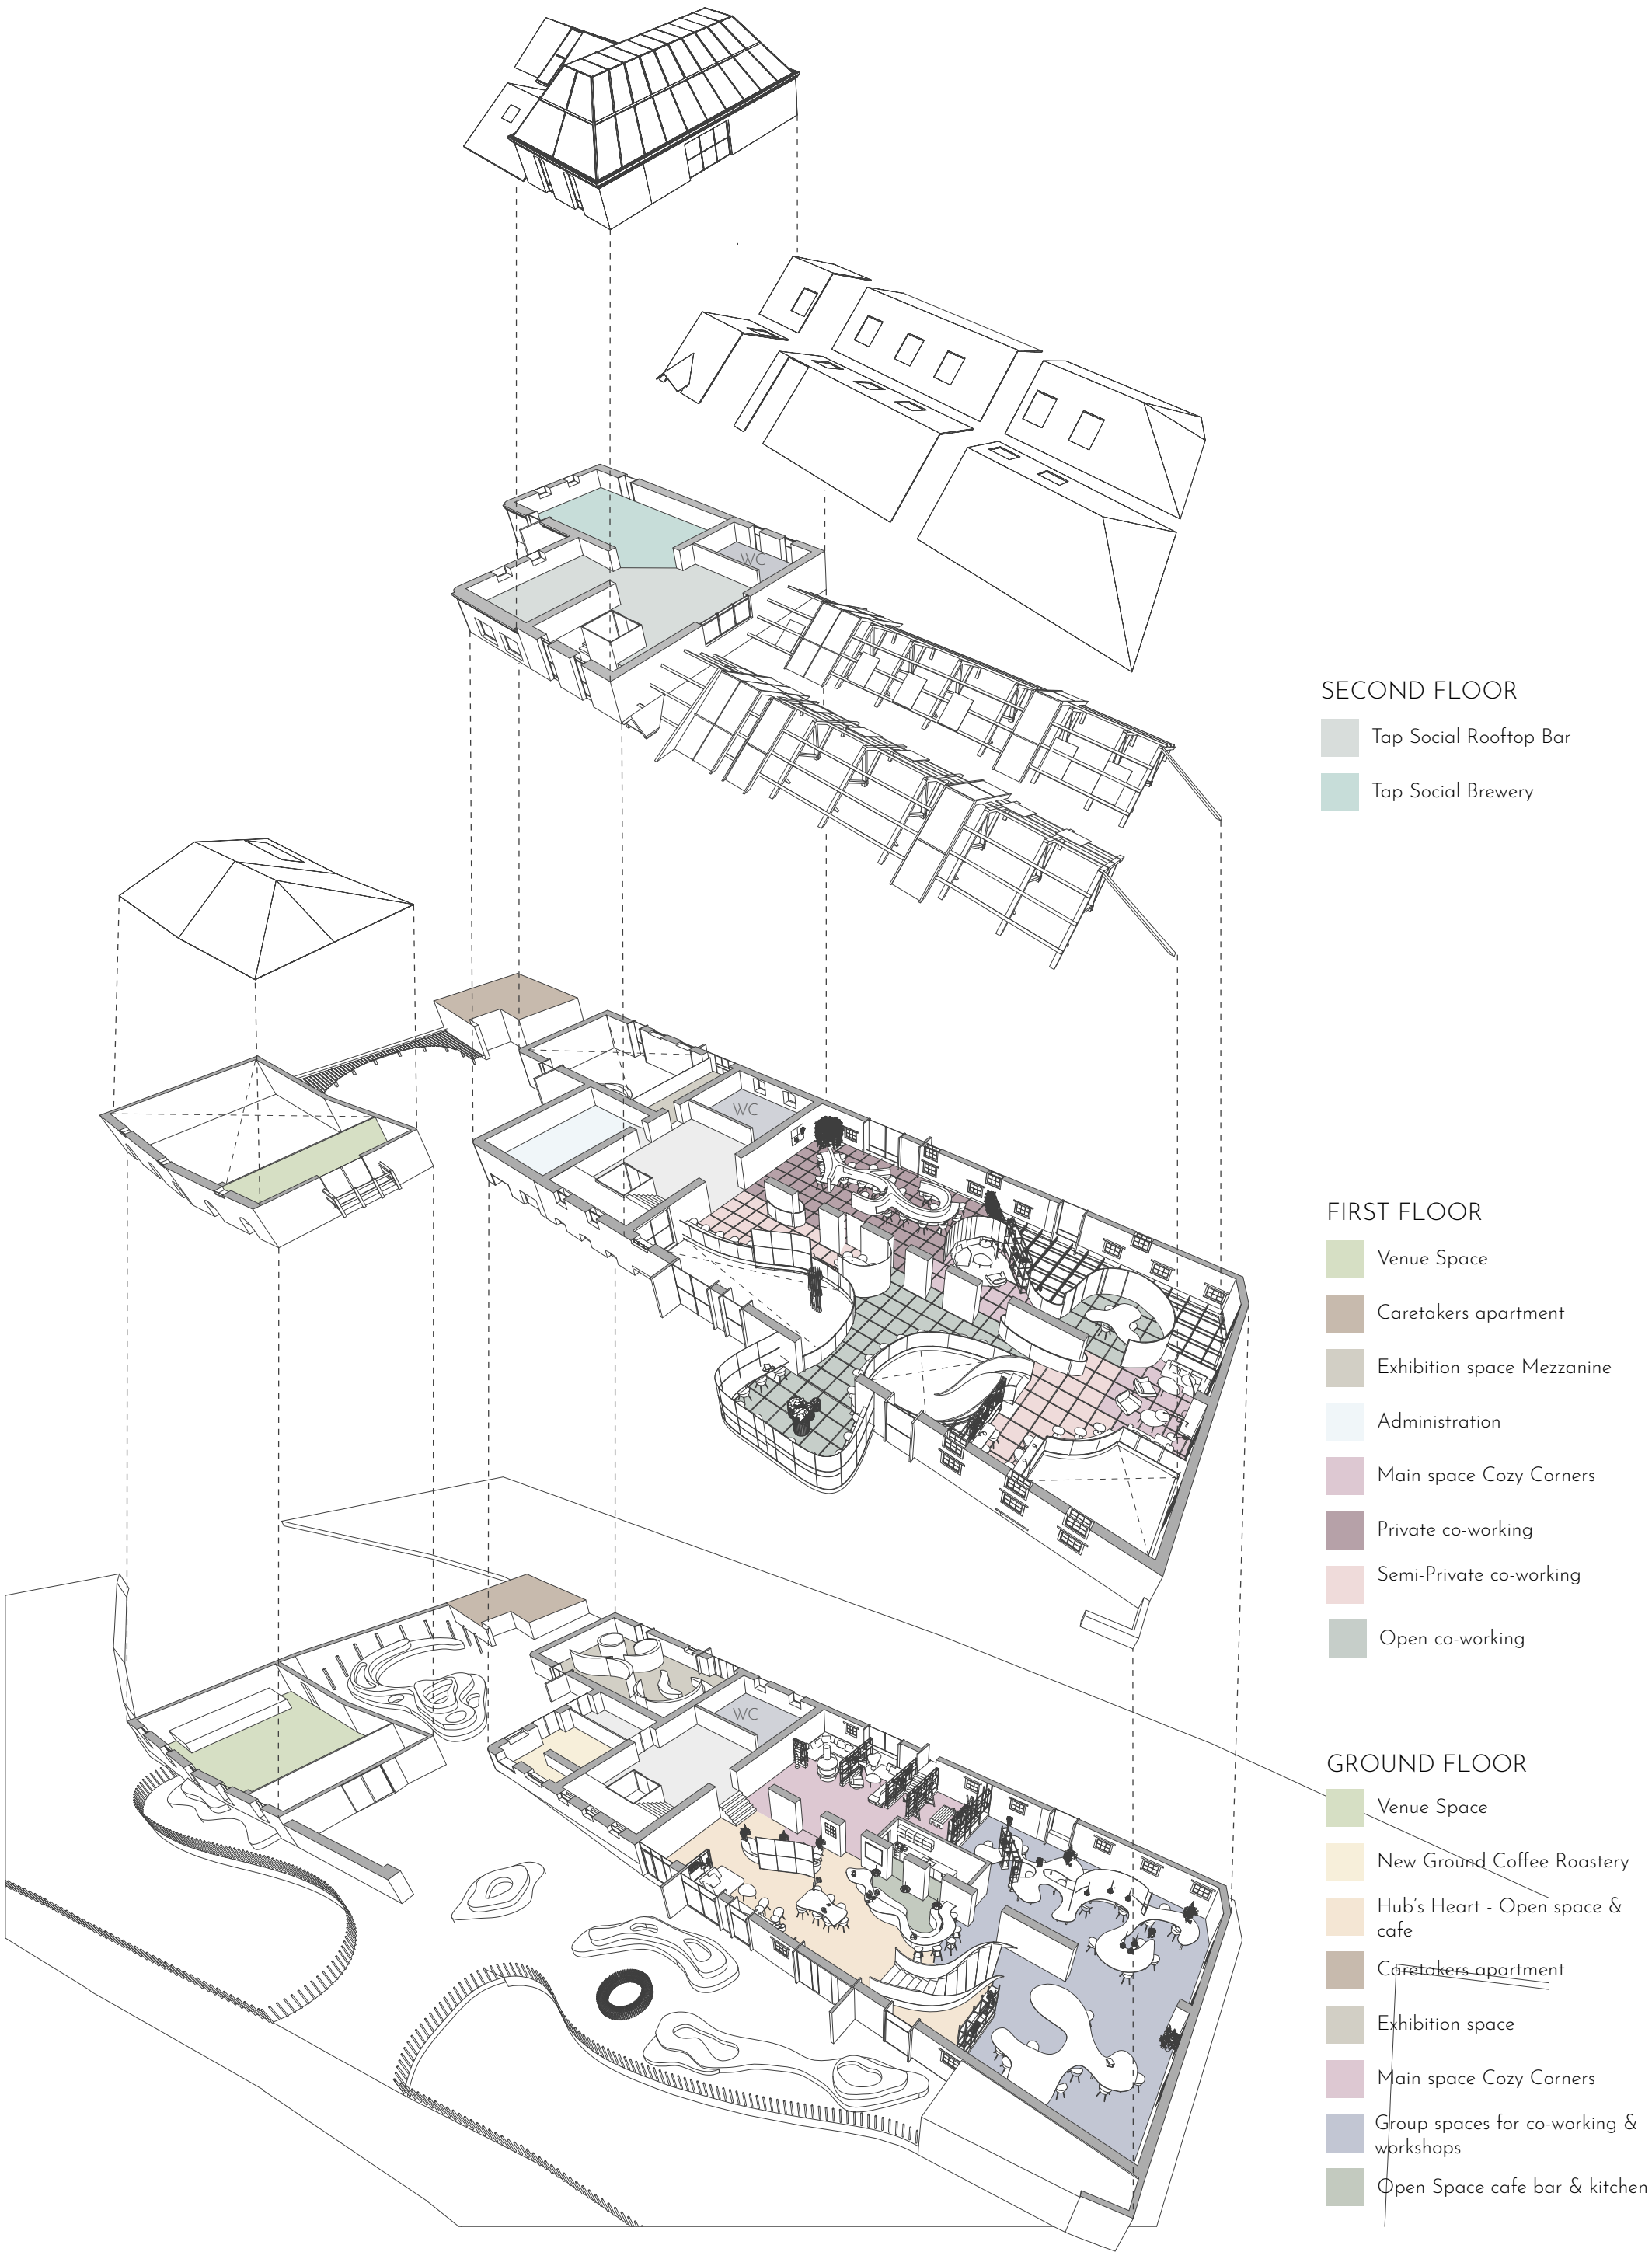 WC
SECOND FLOOR
Tap Social Rooftop Bar
Tap Social Brewery
WC
FIRST FLOOR
Venue Space
Caretakers apartment
Exhibition space Mezzanine
Administration
Main space Cozy Corners
Private co-working
Semi-Private co-working
Open co-working
WC
GROUND FLOOR
Venue Space
New Ground Coffee Roastery
Hub's Heart - Open space &
cafe
Caretakers apartment
Exhibition space
Main space Cozy Corners
Group spaces for co-working &
workshops
Open Space cafe bar & kitchen